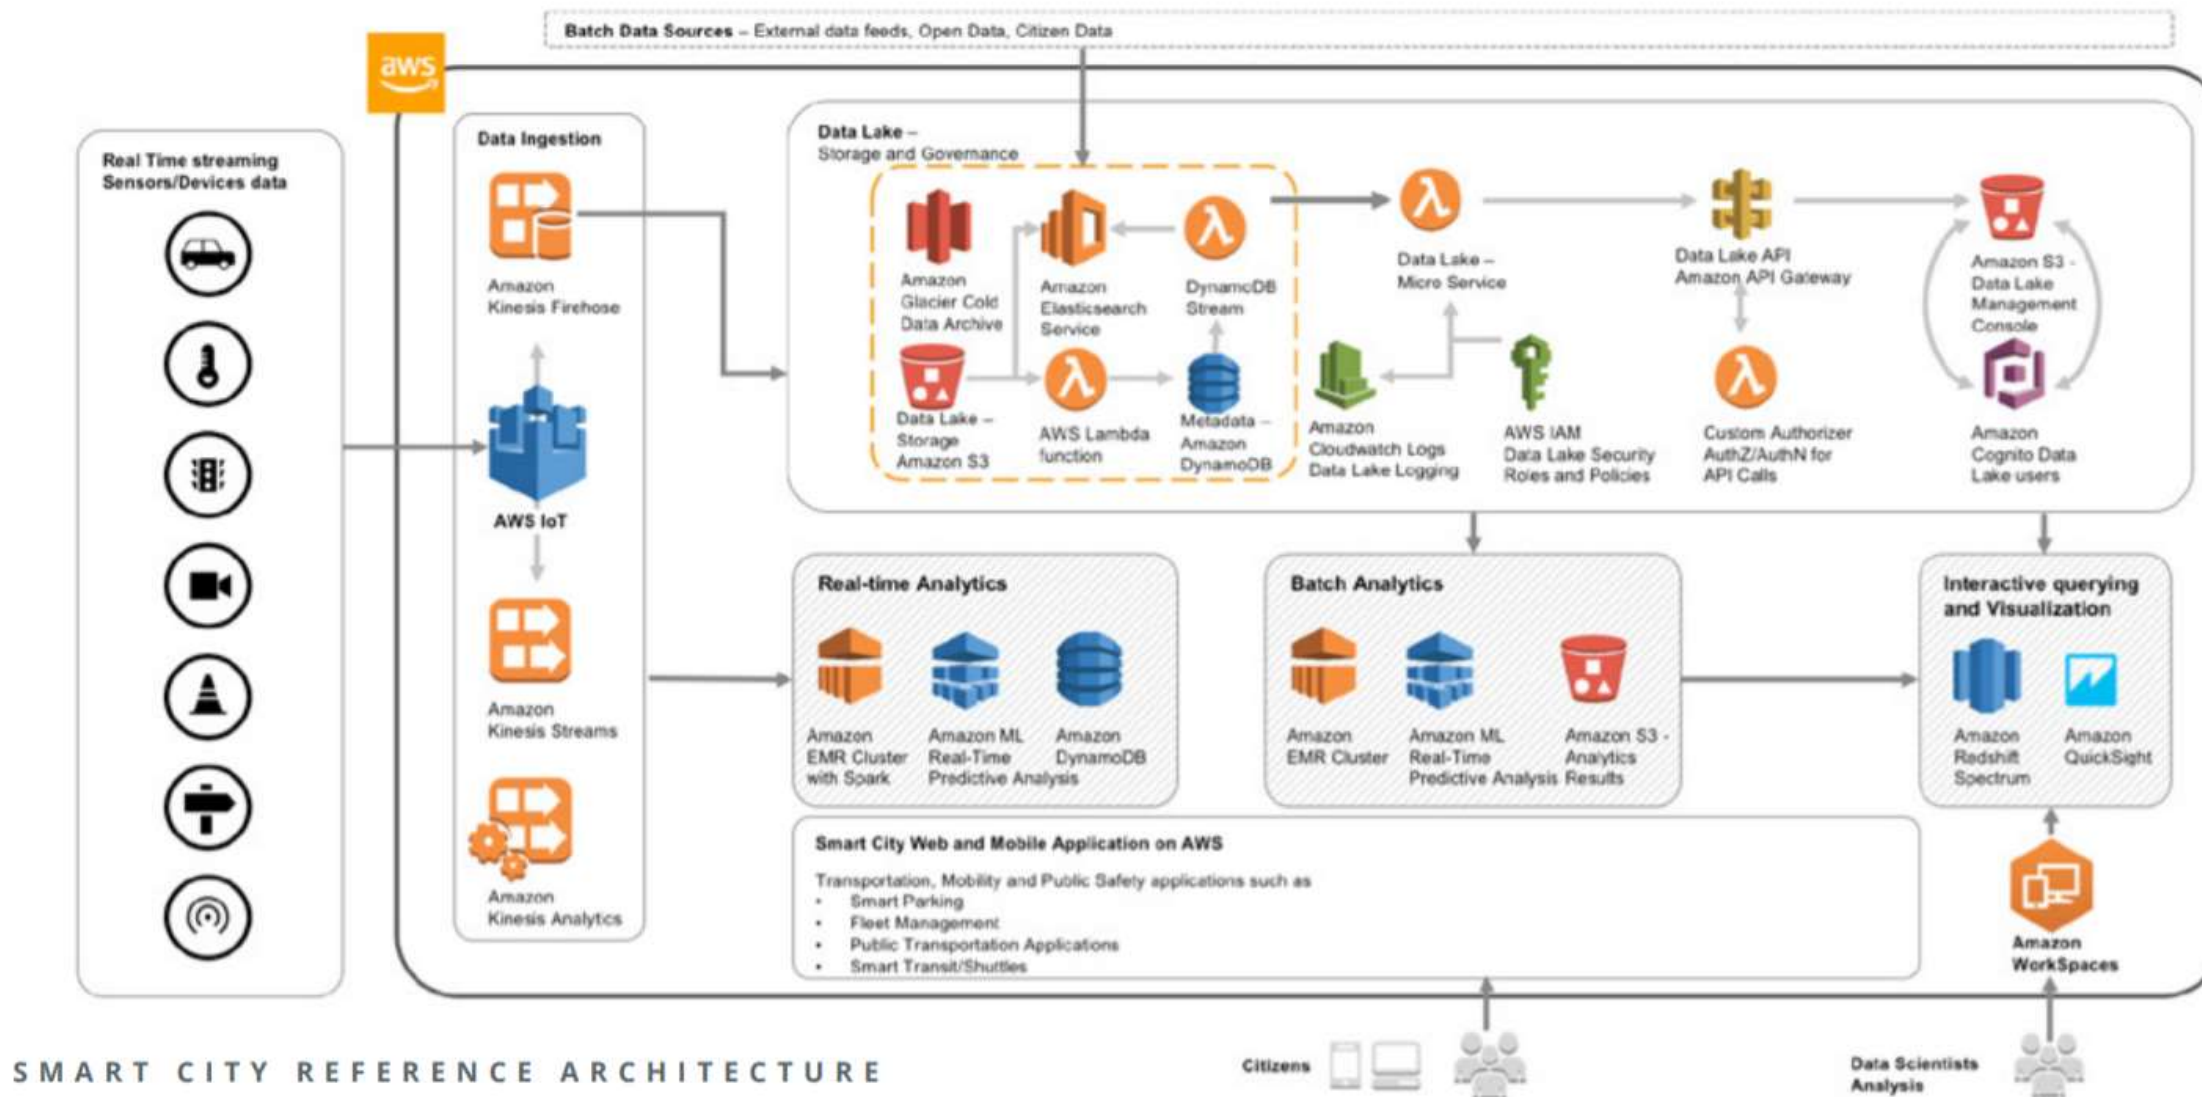 Batch Data Sources – External data feeds, Open Data, Citizen Data
aws
Real Time streaming
Sensors/Devices data
Data Ingestion
Amazon
Kinesis Firehose
AWS IoT
Amazon
Kinesis Streams
Amazon
Kinesis Analytics
Data Lake –
Storage and Governance
Amazon
Glacier Cold
Data Archive
Amazon
Elasticsearch
Service
DynamoDB
Stream
Data Lake –
Storage
Amazon S3
AWS Lambda
function
Metadata –
Amazon
DynamoDB
Data Lake –
Micro Service
Data Lake API
Amazon API Gateway
Amazon S3 -
Data Lake
Management
Console
Amazon
Cloudwatch Logs
Data Lake Logging
AWS IAM
Data Lake Security
Roles and Policies
Custom Authorizer
AuthZ/AuthN for
API Calls
Amazon
Cognito Data
Lake users
Real-time Analytics
Amazon
EMR Cluster
with Spark
Amazon ML
Real-Time
Predictive Analysis
Amazon
DynamoDB
Batch Analytics
Amazon
EMR Cluster
Amazon ML
Real-Time
Predictive Analysis
Amazon S3 -
Analytics
Results
Interactive querying
and Visualization
Amazon
Redshift
Spectrum
Amazon
QuickSight
Smart City Web and Mobile Application on AWS
Transportation, Mobility and Public Safety applications such as
• Smart Parking
• Fleet Management
• Public Transportation Applications
• Smart Transit/Shuttles
Amazon
WorkSpaces
Citizens
Data Scientists
Analysis
SMART CITY REFERENCE ARCHITECTURE